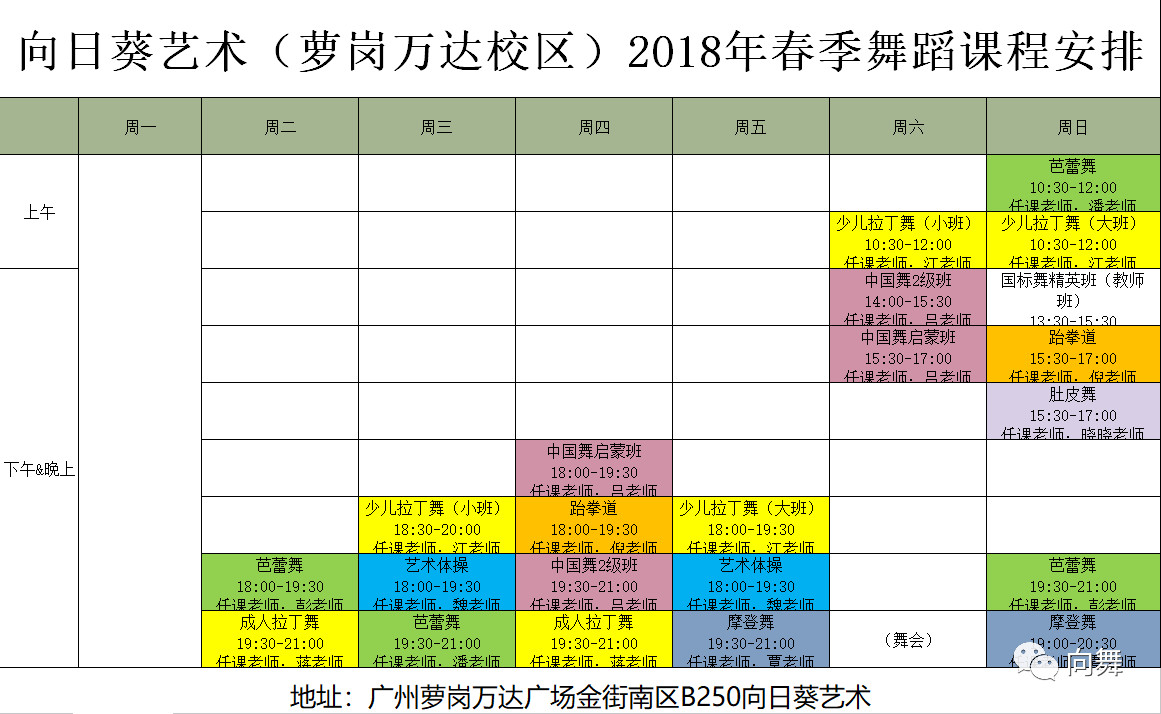 向日葵艺术（萝岗万达校区）2018年春季舞蹈课程安排
周一 周二 周三 周四 周五 周六 周日
上午
芭蕾舞
10:30-12:00
任课老师：潘老师
少儿拉丁舞（小班） 少儿拉丁舞（大班）
10:30-12:00 10:30-12:00
任课老师：江老师 任课老师：江老师
下午&晚上
中国舞2级班 国标舞精英班（教师
14:00-15:30 班）
任课老师：吕老师 13:30-15:30
中国舞启蒙班 跆拳道
15:30-17:00 15:30-17:00
任课老师：吕老师 任课老师：倪老师
肚皮舞
15:30-17:00
任课老师：晓晓老师
中国舞启蒙班
18:00-19:30
任课老师：吕老师
少儿拉丁舞（小班） 跆拳道 少儿拉丁舞（大班）
18:30-20:00 18:00-19:30 18:00-19:30
任课老师：江老师 任课老师：倪老师 任课老师：江老师
芭蕾舞 艺术体操 中国舞2级班 艺术体操 芭蕾舞
18:00-19:30 18:00-19:30 19:30-21:00 18:00-19:30 19:30-21:00
任课老师：彭老师 任课老师：魏老师 任课老师：吕老师 任课老师：魏老师 任课老师：彭老师
成人拉丁舞 芭蕾舞 成人拉丁舞 摩登舞 （舞会） 摩登舞
19:30-21:00 19:30-21:00 19:30-21:00 19:30-21:00 19:00-20:30
任课老师：蒋老师 任课老师：潘老师 任课老师：蒋老师 任课老师：贾老师 老师
向舞
地址：广州萝岗万达广场金街南区B250向日葵艺术